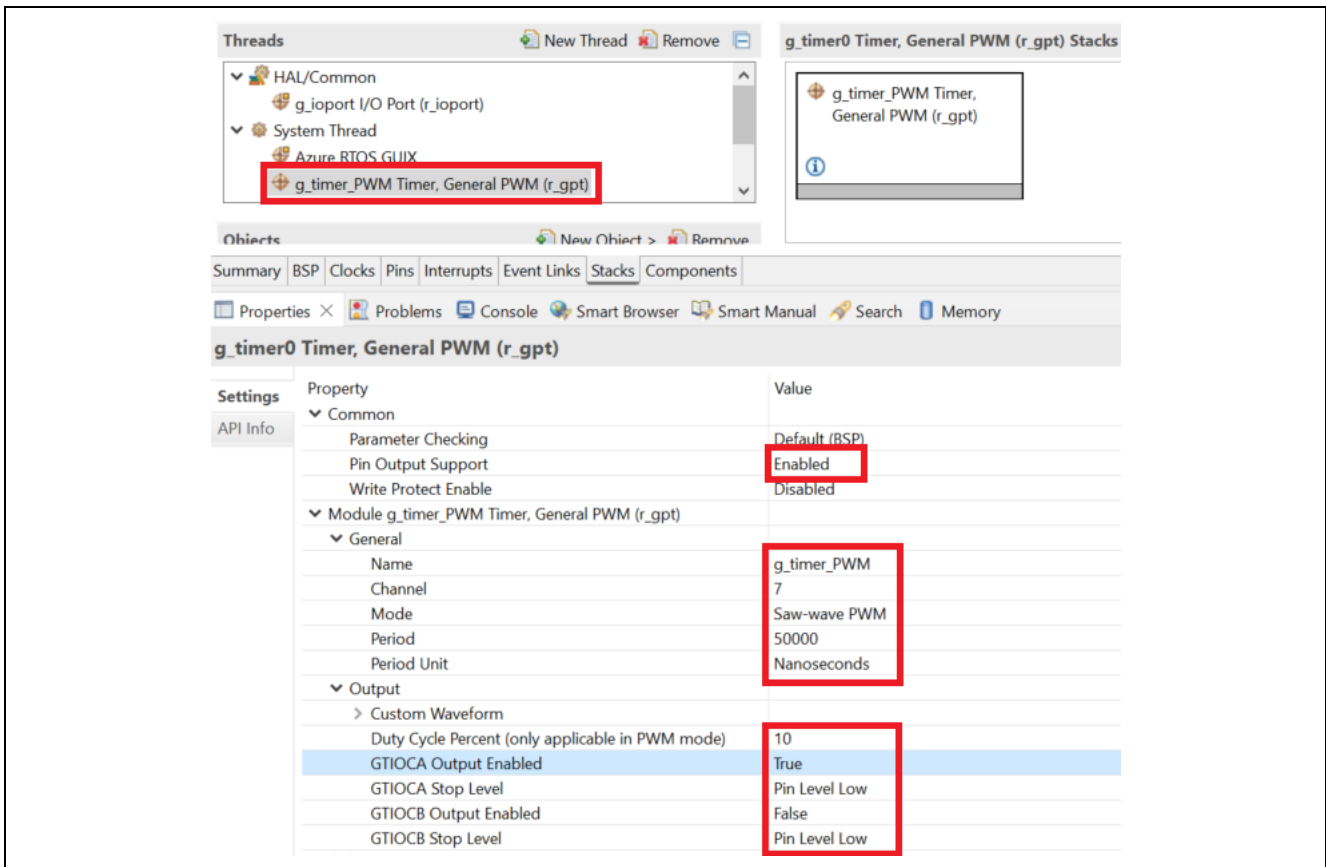 Threads New Thread Remove
HAL/Common
g_ioport I/O Port (r_ioport)
System Thread
Azure RTOS GUIX
g_timer_PWM Timer, General PWM (r_gpt)
g_timer0 Timer, General PWM (r_gpt) Stacks
g_timer_PWM Timer,
General PWM (r_gpt)
Objects New Object > Remove
Summary BSP Clocks Pins Interrupts Event Links Stacks Components
Properties Problems Console Smart Browser Smart Manual Search Memory
g_timer0 Timer, General PWM (r_gpt)
Settings
API Info
Property Value
Common
Parameter Checking Default (BSP)
Pin Output Support Enabled
Write Protect Enable Disabled
Module g_timer_PWM Timer, General PWM (r_gpt)
General
Name g_timer_PWM
Channel 7
Mode Saw-wave PWM
Period 50000
Period Unit Nanoseconds
Output
Custom Waveform
Duty Cycle Percent (only applicable in PWM mode) 10
GTIOCA Output Enabled True
GTIOCA Stop Level Pin Level Low
GTIOCB Output Enabled False
GTIOCB Stop Level Pin Level Low